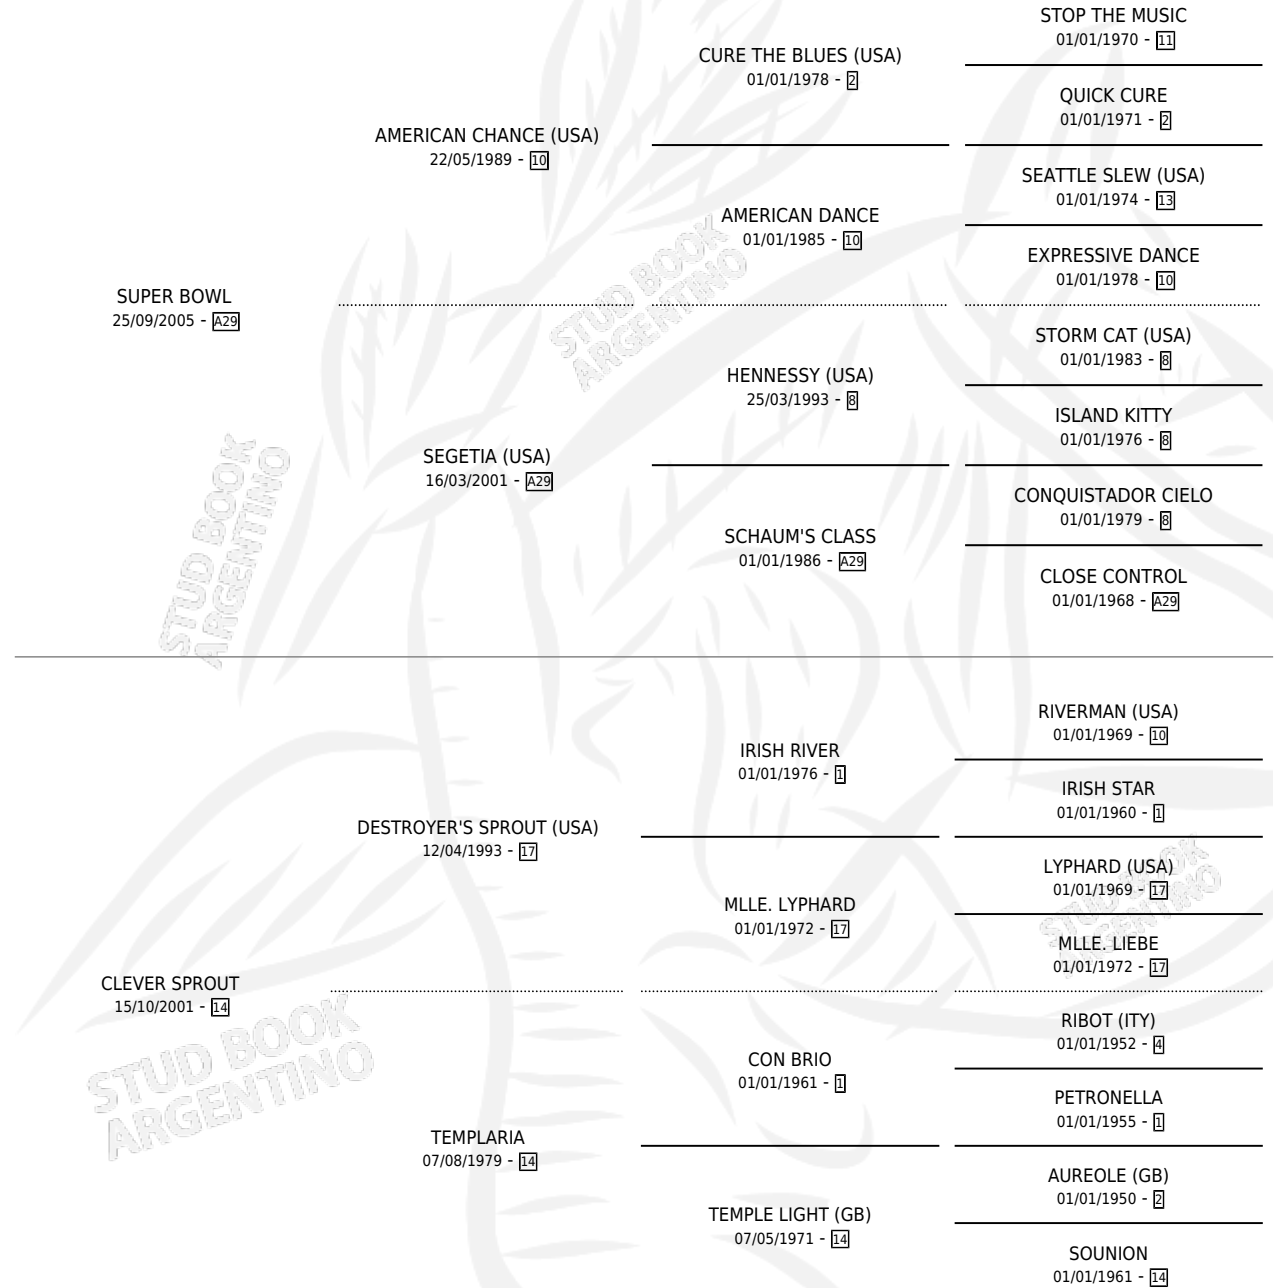 STOP THE MUSIC
01/01/1970 - 11
CURE THE BLUES (USA)
01/01/1978 - 2
QUICK CURE
01/01/1971 - 2
AMERICAN CHANCE (USA)
22/05/1989 - 10
SEATTLE SLEW (USA)
01/01/1974 - 13
AMERICAN DANCE
01/01/1985 - 10
EXPRESSIVE DANCE
01/01/1978 - 10
SUPER BOWL
25/09/2005 - A29
STUD BOOK
ARGENTINO
STORM CAT (USA)
01/01/1983 - 8
HENNESSY (USA)
25/03/1993 - 8
ISLAND KITTY
01/01/1976 - 8
SEGETIA (USA)
16/03/2001 - A29
CONQUISTADOR CIELO
01/01/1979 - 8
SCHAUM'S CLASS
01/01/1986 - A29
CLOSE CONTROL
01/01/1968 - A29
STUD BOOK
ARGENTINO
RIVERMAN (USA)
01/01/1969 - 10
IRISH RIVER
01/01/1976 - 1
IRISH STAR
01/01/1960 - 1
DESTROYER'S SPROUT (USA)
12/04/1993 - 17
LYPHARD (USA)
01/01/1969 - 17
MLLE. LYPHARD
01/01/1972 - 17
MLLE. LIEBE
01/01/1972 - 17
STUD BOOK
ARGENTINO
CLEVER SPROUT
15/10/2001 - 14
RIBOT (ITY)
01/01/1952 - 4
CON BRIO
01/01/1961 - 1
PETRONELLA
01/01/1955 - 1
STUD BOOK
ARGENTINO
TEMPLARIA
07/08/1979 - 14
AUREOLE (GB)
01/01/1950 - 2
TEMPLE LIGHT (GB)
07/05/1971 - 14
SOUNION
01/01/1961 - 14